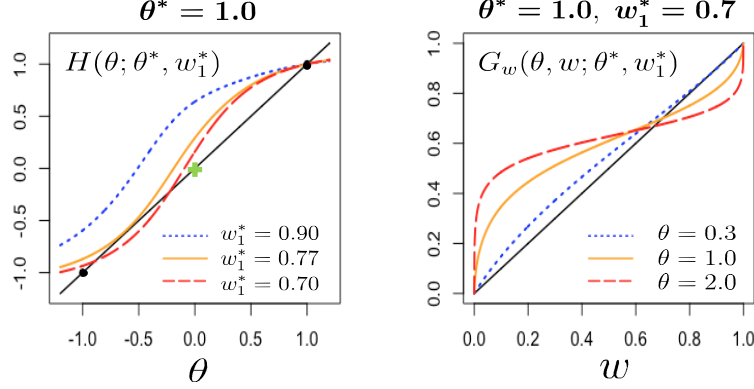 θ* = 1.0
H(θ; θ*, w₁*)
1.0
0.5
0.0
-0.5
-1.0
w₁* = 0.90
w₁* = 0.77
w₁* = 0.70
-1.0 -0.5 0.0 0.5 1.0
θ
θ* = 1.0, w₁* = 0.7
G_w(θ, w; θ*, w₁*)
1.0
0.8
0.6
0.4
0.2
0.0
θ = 0.3
θ = 1.0
θ = 2.0
0.0 0.2 0.4 0.6 0.8 1.0
w